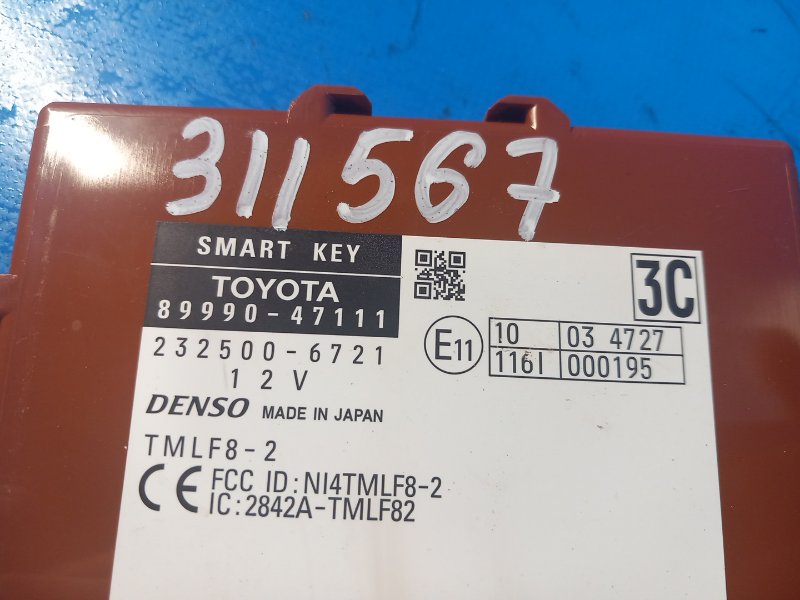 311567
SMART KEY
TOYOTA
89990-47111
232500-6721
12V
DENSO MADE IN JAPAN
TMLF8-2
CE FCC ID:NI4TMLF8-2
IC:2842A-TMLF82
3C
E11
10 03 4727
116I 000195